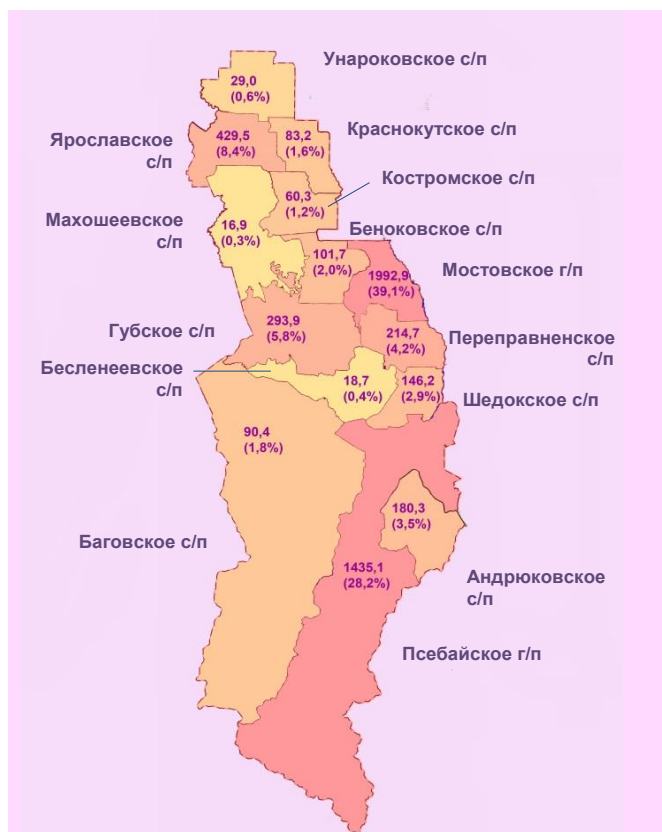 Унароковское с/п
29,0
(0,6%)
Ярославское
с/п
429,5
(8,4%)
83,2
(1,6%)
Краснокутское с/п
Костромское с/п
60,3
(1,2%)
Махошеевское
с/п
16,9
(0,3%)
Беноковское с/п
101,7
(2,0%)
1992,9
(39,1%)
Мостовское г/п
Губское с/п
293,9
(5,8%)
214,7
(4,2%)
Переправненское
с/п
Бесленеевское
с/п
18,7
(0,4%)
146,2
(2,9%)
Шедокское с/п
90,4
(1,8%)
Баговское с/п
180,3
(3,5%)
Андрюковское
с/п
1435,1
(28,2%)
Псебайское г/п